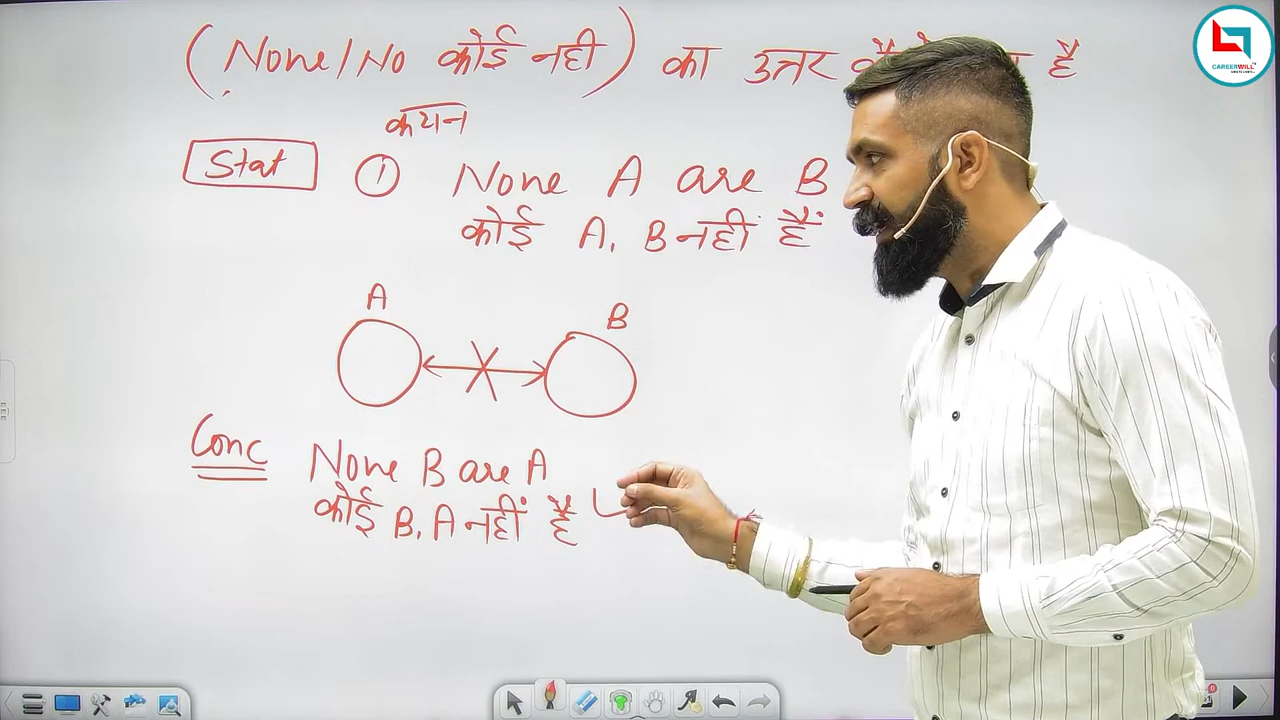 (None/No कोई नही) का उत्तर है
कथन
Stat ① None A are B
कोई A, B नहीं हैं
A
B
Conc None B are A
कोई B, A नहीं है
CAREERWILL